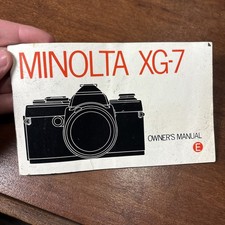 MINOLTA XG-7
OWNER'S MANUAL
E